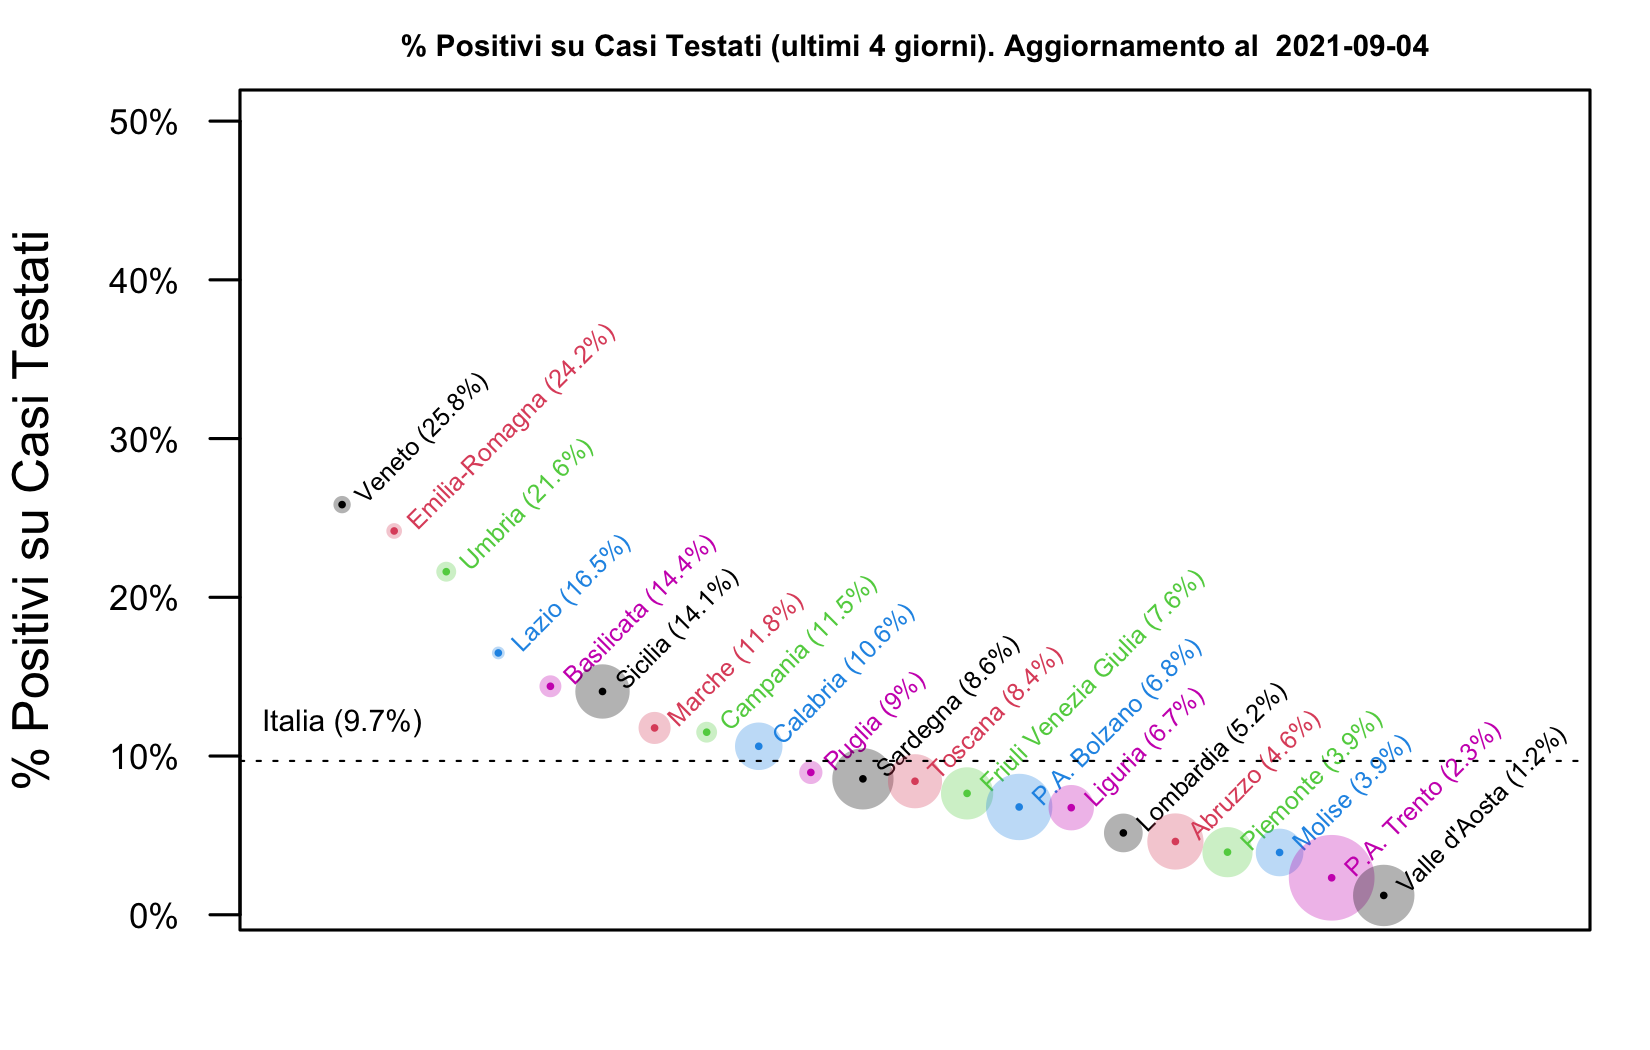 % Positivi su Casi Testati (ultimi 4 giorni). Aggiornamento al  2021-09-04
% Positivi su Casi Testati
50%
40%
30%
20%
10%
0%
Italia (9.7%)
Veneto (25.8%)
Emilia-Romagna (24.2%)
Umbria (21.6%)
Lazio (16.5%)
Basilicata (14.4%)
Sicilia (14.1%)
Marche (11.8%)
Campania (11.5%)
Calabria (10.6%)
Puglia (9%)
Sardegna (8.6%)
Toscana (8.4%)
Friuli Venezia Giulia (7.6%)
P.A. Bolzano (6.8%)
Liguria (6.7%)
Lombardia (5.2%)
Abruzzo (4.6%)
Piemonte (3.9%)
Molise (3.9%)
P.A. Trento (2.3%)
Valle d'Aosta (1.2%)